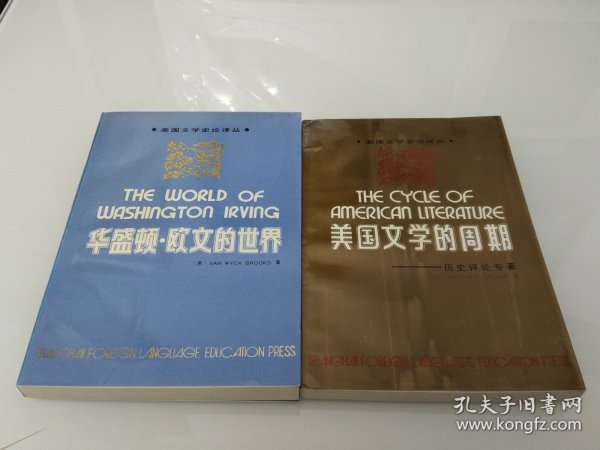 • 美国文学史论译丛 •
THE WORLD OF
WASHINGTON IRVING
华盛顿·欧文的世界
美 VAN WYCK BROOKS 著
SHANGHAI FOREIGN LANGUAGE EDUCATION PRESS
• 美国文学史论译丛 •
THE CYCLE OF
AMERICAN LITERATURE
美国文学的周期
——历史评论专著
SHANGHAI FOREIGN LANGUAGE EDUCATION PRESS
孔夫子旧书网
www.kongfz.com